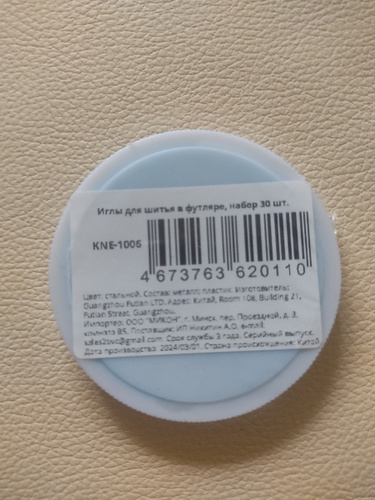 Иглы для шитья в футляре, набор 30 шт.
KNE-1005
4 673763 620110
Цвет: стальной. Состав: металл, пластик. Изготовитель:
Guangzhou Futian LTD. Адрес: Китай, Room 108, Building 21,
Futian Street, Guangzhou.
Импортер: ООО "МИКОН", г. Минск, пер. Проездной, д. 3,
комната 85. Поставщик: ИП Никитин А.О. e-mail:
Срок службы 3 года. Серийный выпуск.
Дата производства: 2024/03/01. Страна происхождения: Китай